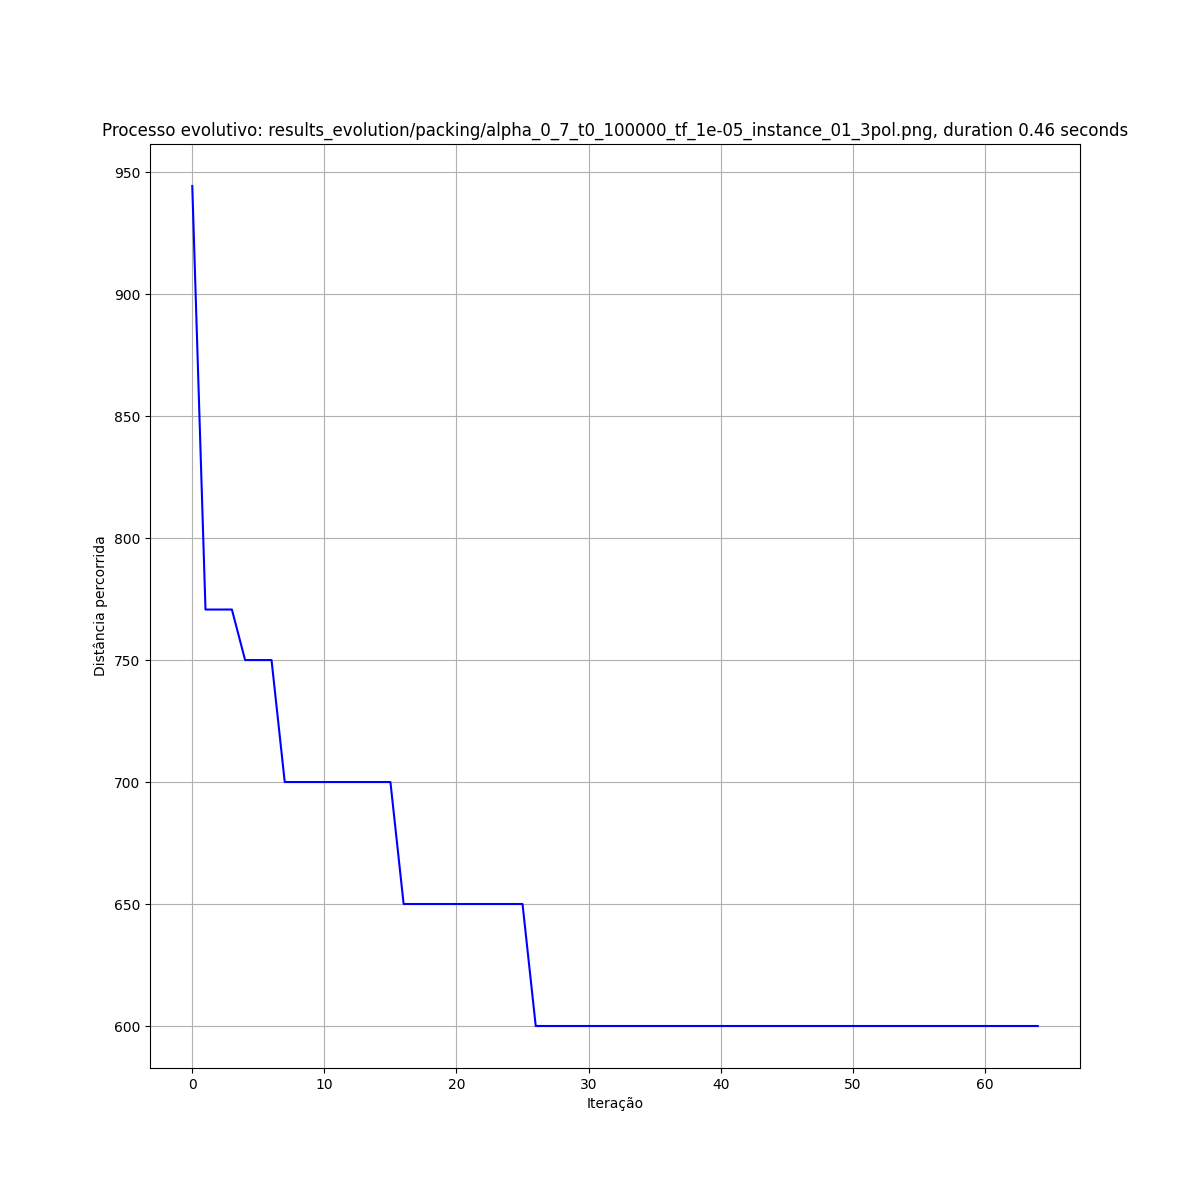 Processo evolutivo: results_evolution/packing/alpha_0_7_t0_100000_tf_1e-05_instance_01_3pol.png, duration 0.46 seconds
950
900
850
800
750
700
650
600
Distância percorrida
0 10 20 30 40 50 60
Iteração